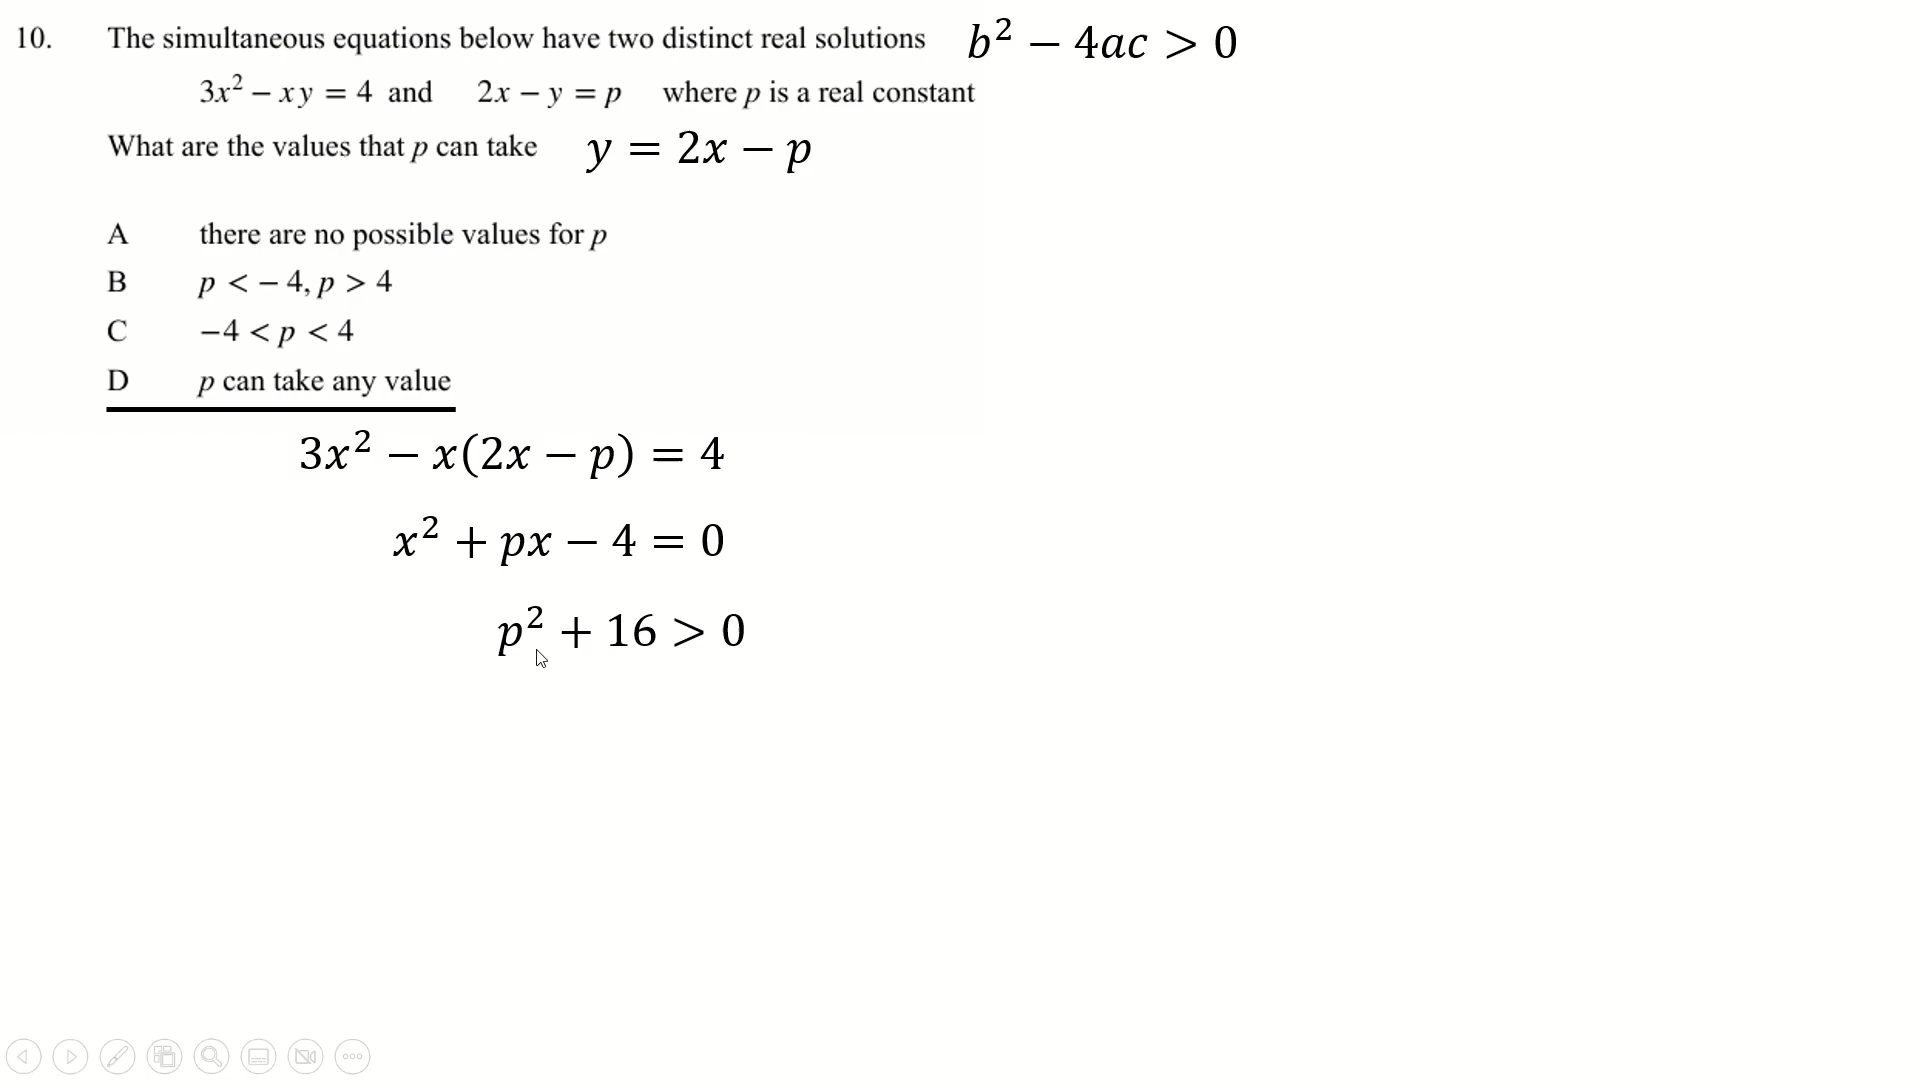 10. The simultaneous equations below have two distinct real solutions b² − 4ac > 0
3x² − xy = 4 and 2x − y = p where p is a real constant
What are the values that p can take y = 2x − p
A there are no possible values for p
B p < − 4, p > 4
C −4 < p < 4
D p can take any value
3x² − x(2x − p) = 4
x² + px − 4 = 0
p² + 16 > 0